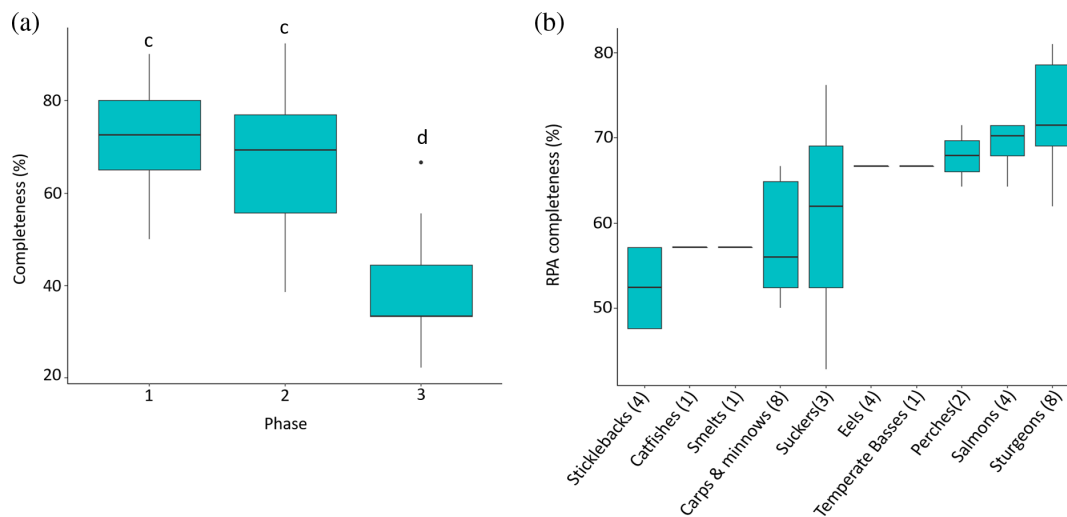 (a)
Completeness (%)
80
60
40
20
c
c
d
1
2
3
Phase
(b)
RPA completeness (%)
80
70
60
50
Sticklebacks (4)
Catfishes (1)
Smelts (1)
Carps & minnows (8)
Suckers(3)
Eels (4)
Temperate Basses (1)
Perches(2)
Salmons (4)
Sturgeons (8)